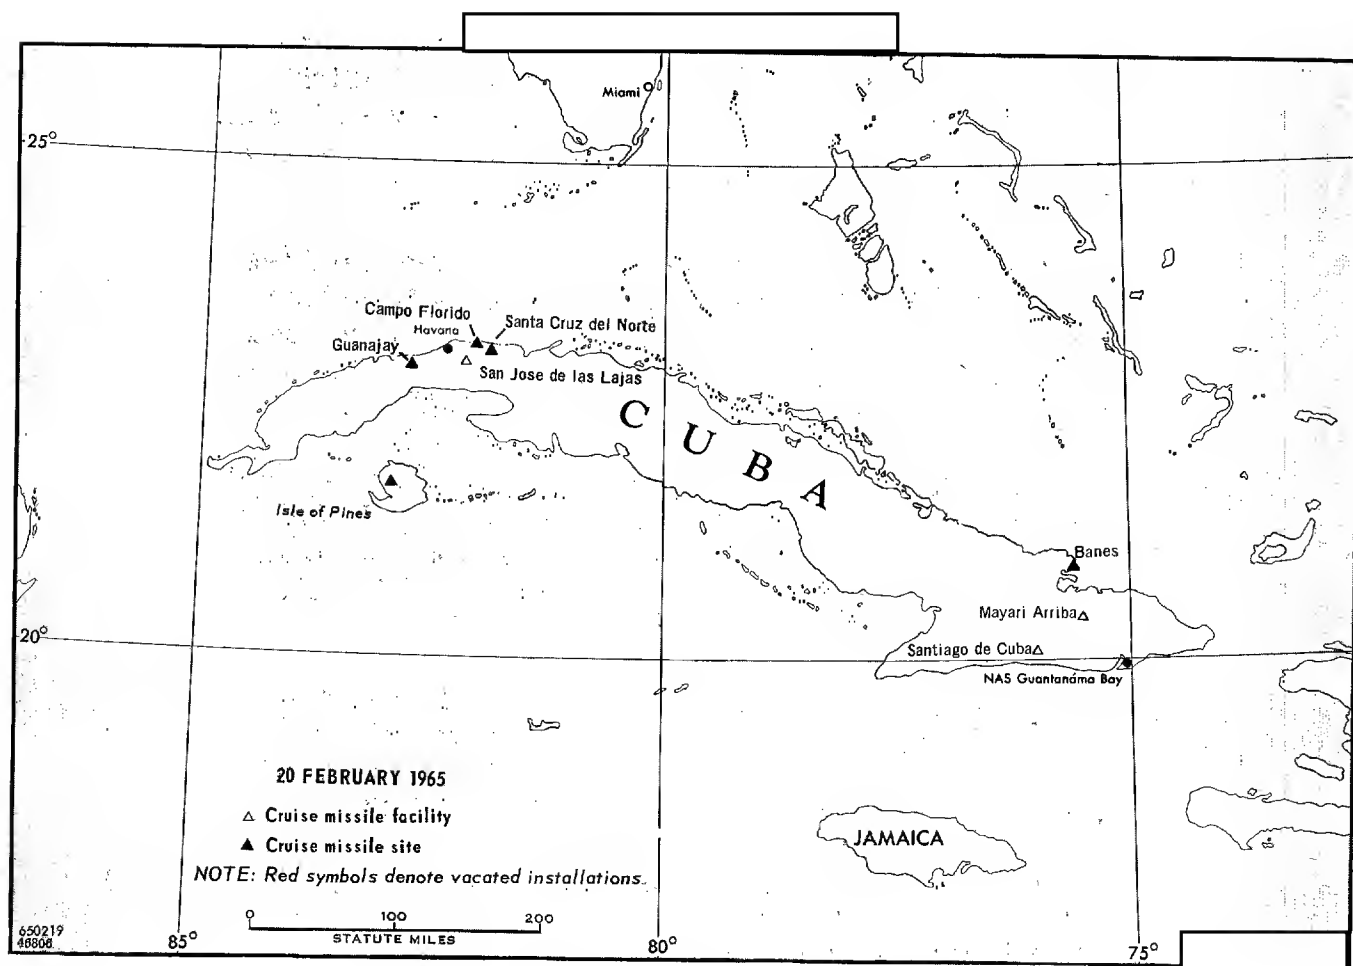 Miami
25°
Campo Florido
Havana
Santa Cruz del Norte
Guanajay
San Jose de las Lajas
CUBA
Isle of Pines
Banes
Mayari Arriba
20°
Santiago de Cuba
NAS Guantanáma Bay
20 FEBRUARY 1965
Cruise missile facility
Cruise missile site
JAMAICA
NOTE: Red symbols denote vacated installations.
0 100 200
STATUTE MILES
650219
46806
85° 80° 75°